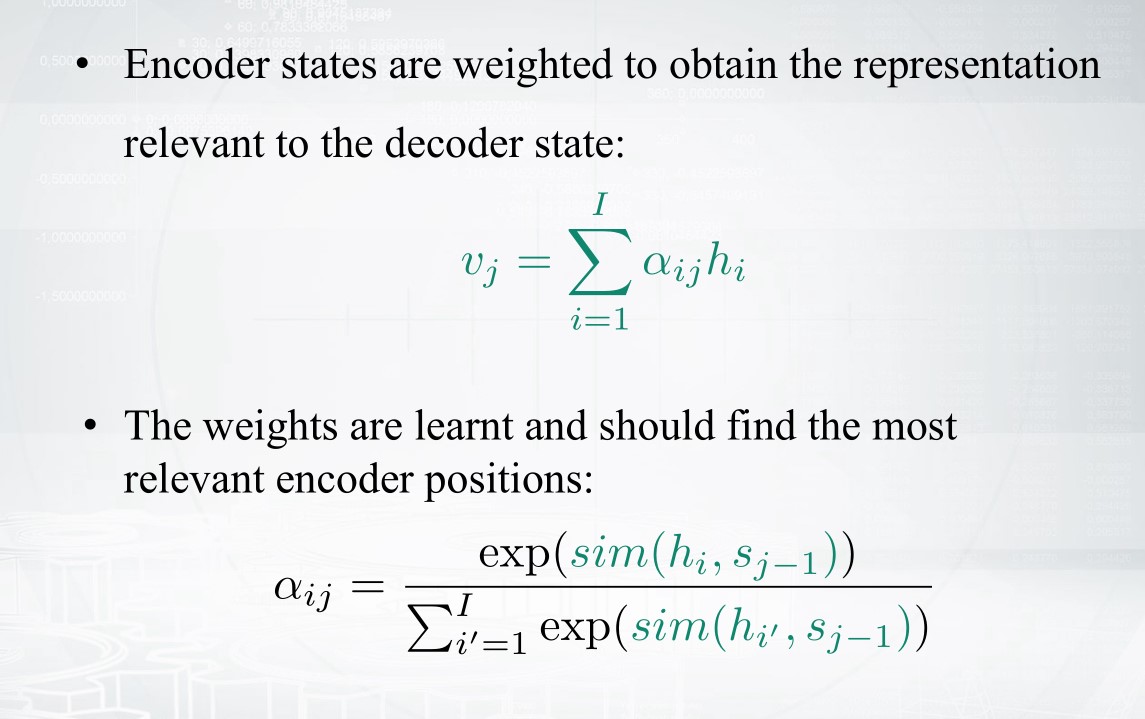 • Encoder states are weighted to obtain the representation
relevant to the decoder state:
v_j = \sum_{i=1}^{I} α_{ij} h_i
• The weights are learnt and should find the most
relevant encoder positions:
α_{ij} = \frac{\exp(sim(h_i, s_{j-1}))}{\sum_{i'=1}^{I} \exp(sim(h_{i'}, s_{j-1}))}